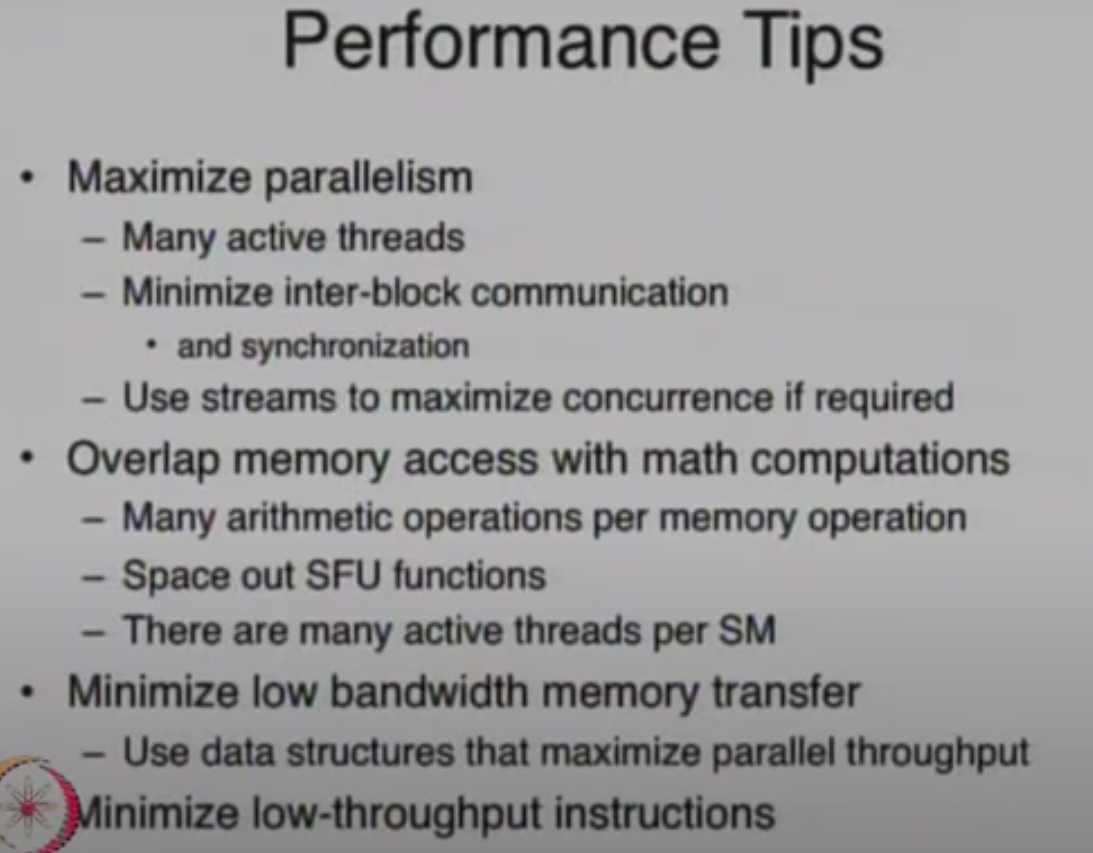 Performance Tips
• Maximize parallelism
– Many active threads
– Minimize inter-block communication
• and synchronization
– Use streams to maximize concurrence if required
• Overlap memory access with math computations
– Many arithmetic operations per memory operation
– Space out SFU functions
– There are many active threads per SM
• Minimize low bandwidth memory transfer
– Use data structures that maximize parallel throughput
Minimize low-throughput instructions